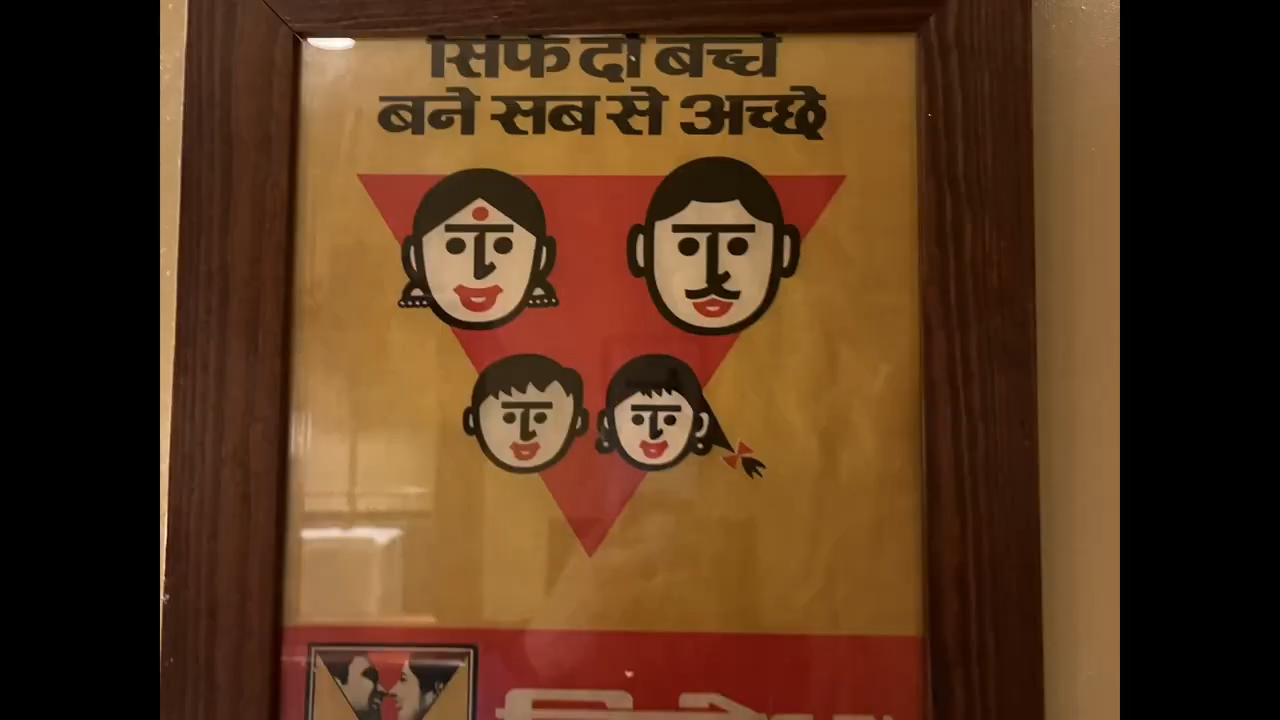 सिर्फ दो बच्चे
बने सब से अच्छे